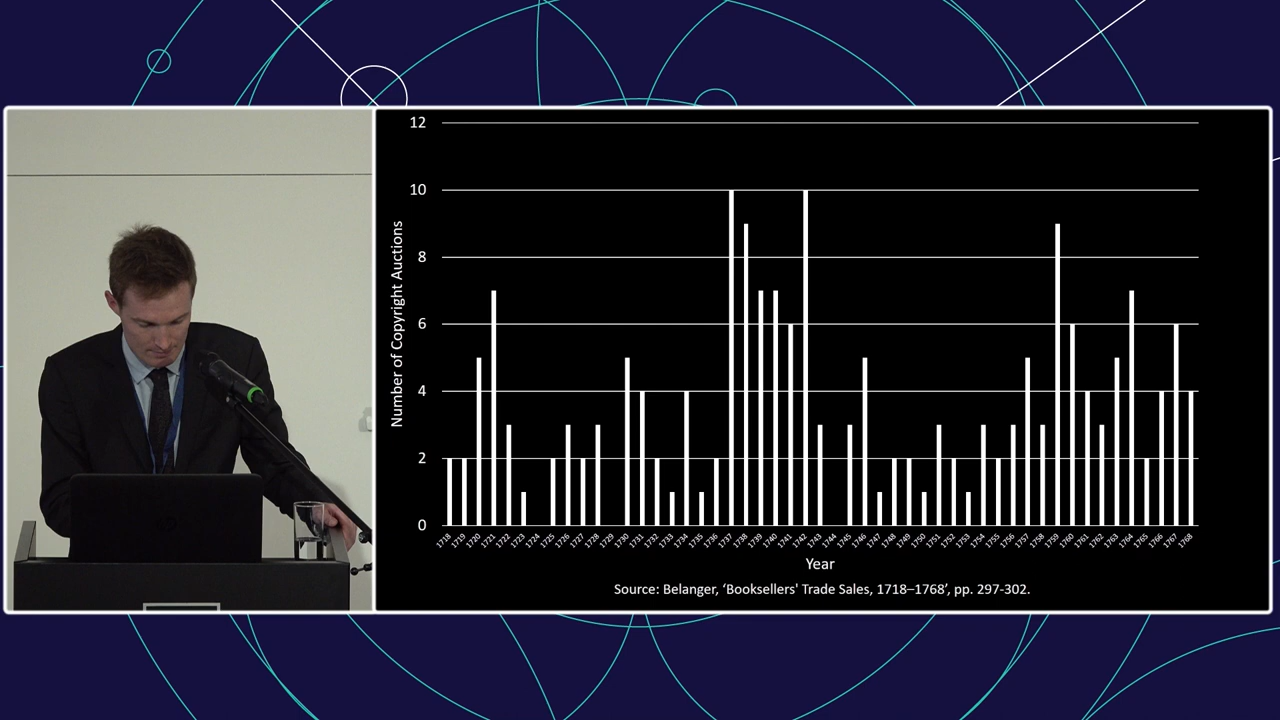 12
10
8
6
4
2
0
Number of Copyright Auctions
1718 1719 1720 1721 1722 1723 1724 1725 1726 1727 1728 1729 1730 1731 1732 1733 1734 1735 1736 1737 1738 1739 1740 1741 1742 1743 1744 1745 1746 1747 1748 1749 1750 1751 1752 1753 1754 1755 1756 1757 1758 1759 1760 1761 1762 1763 1764 1765 1766 1767 1768
Year
Source: Belanger, ‘Booksellers' Trade Sales, 1718–1768’, pp. 297-302.